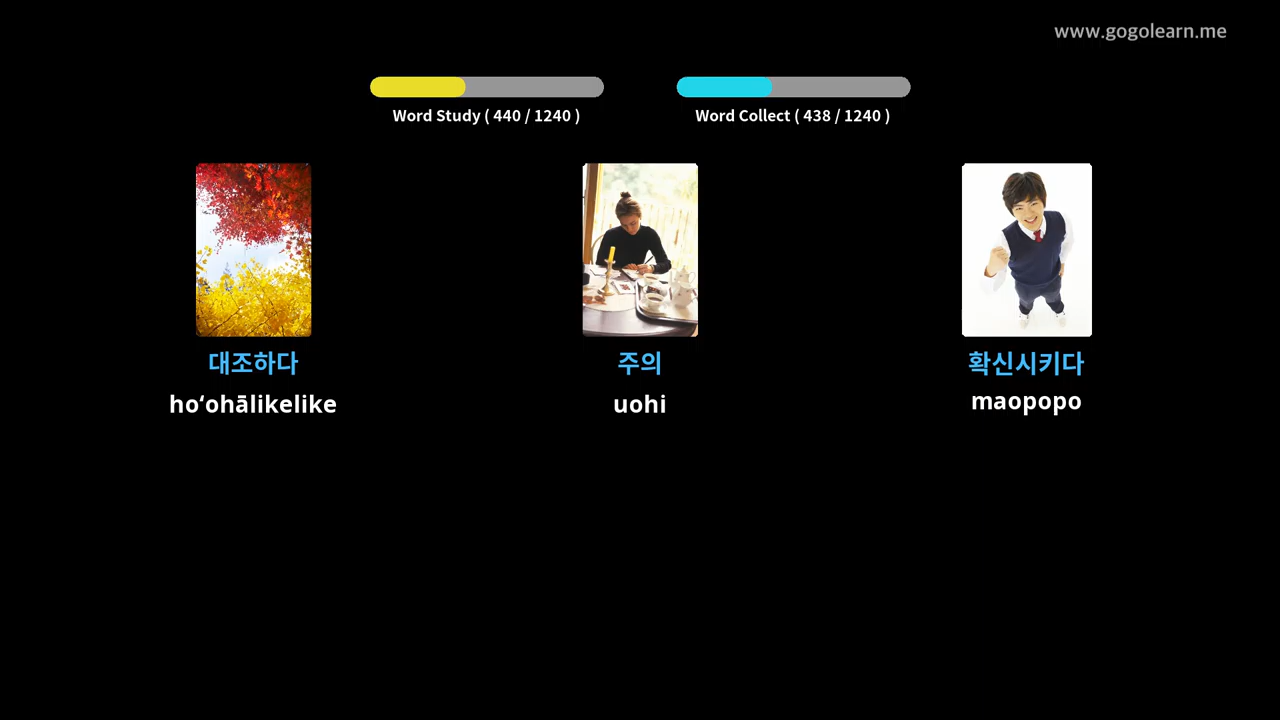 www.gogolearn.me
Word Study ( 440 / 1240 )
Word Collect ( 438 / 1240 )
대조하다
주의
확신시키다
hoʻohālikelike
uohi
maopopo